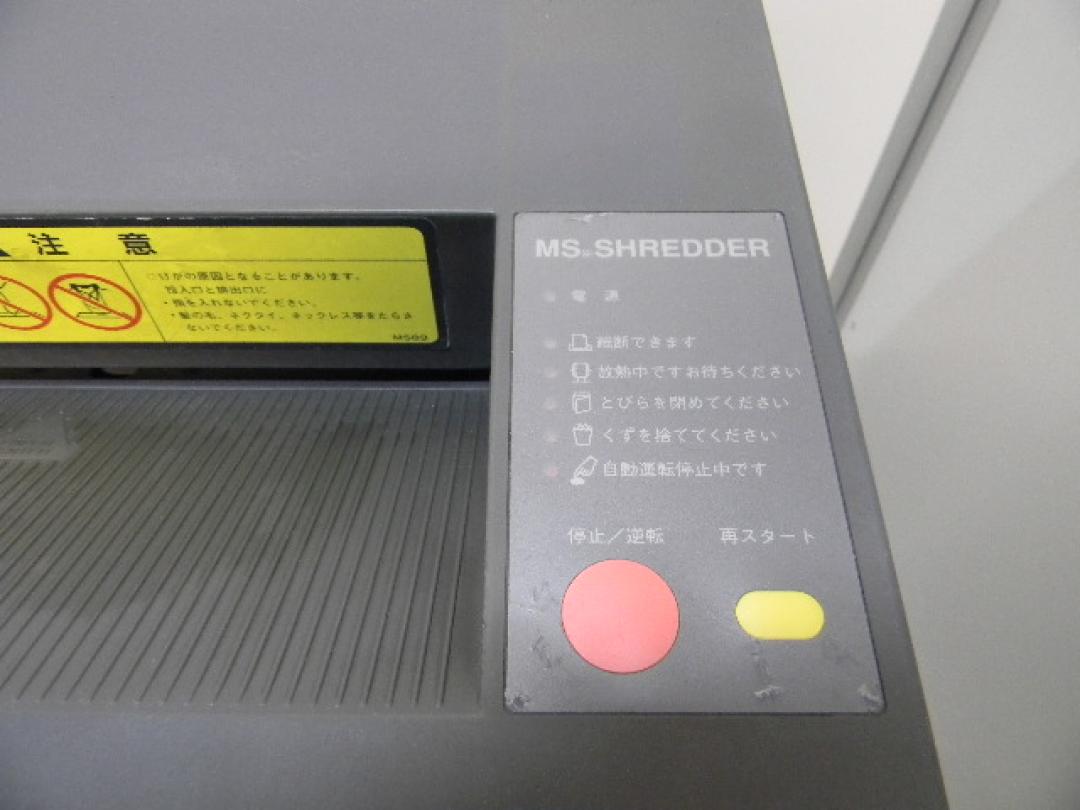 注意
けがの原因となることがあります。
投入口と排出口に
・指を入れないでください。
・髪の毛、ネクタイ、ネックレス等をたらさ
ないでください。
MS SHREDDER
電源
細断できます
放熱中ですお待ちください
とびらを閉めてください
くずを捨ててください
自動運転停止中です
停止/逆転
再スタート